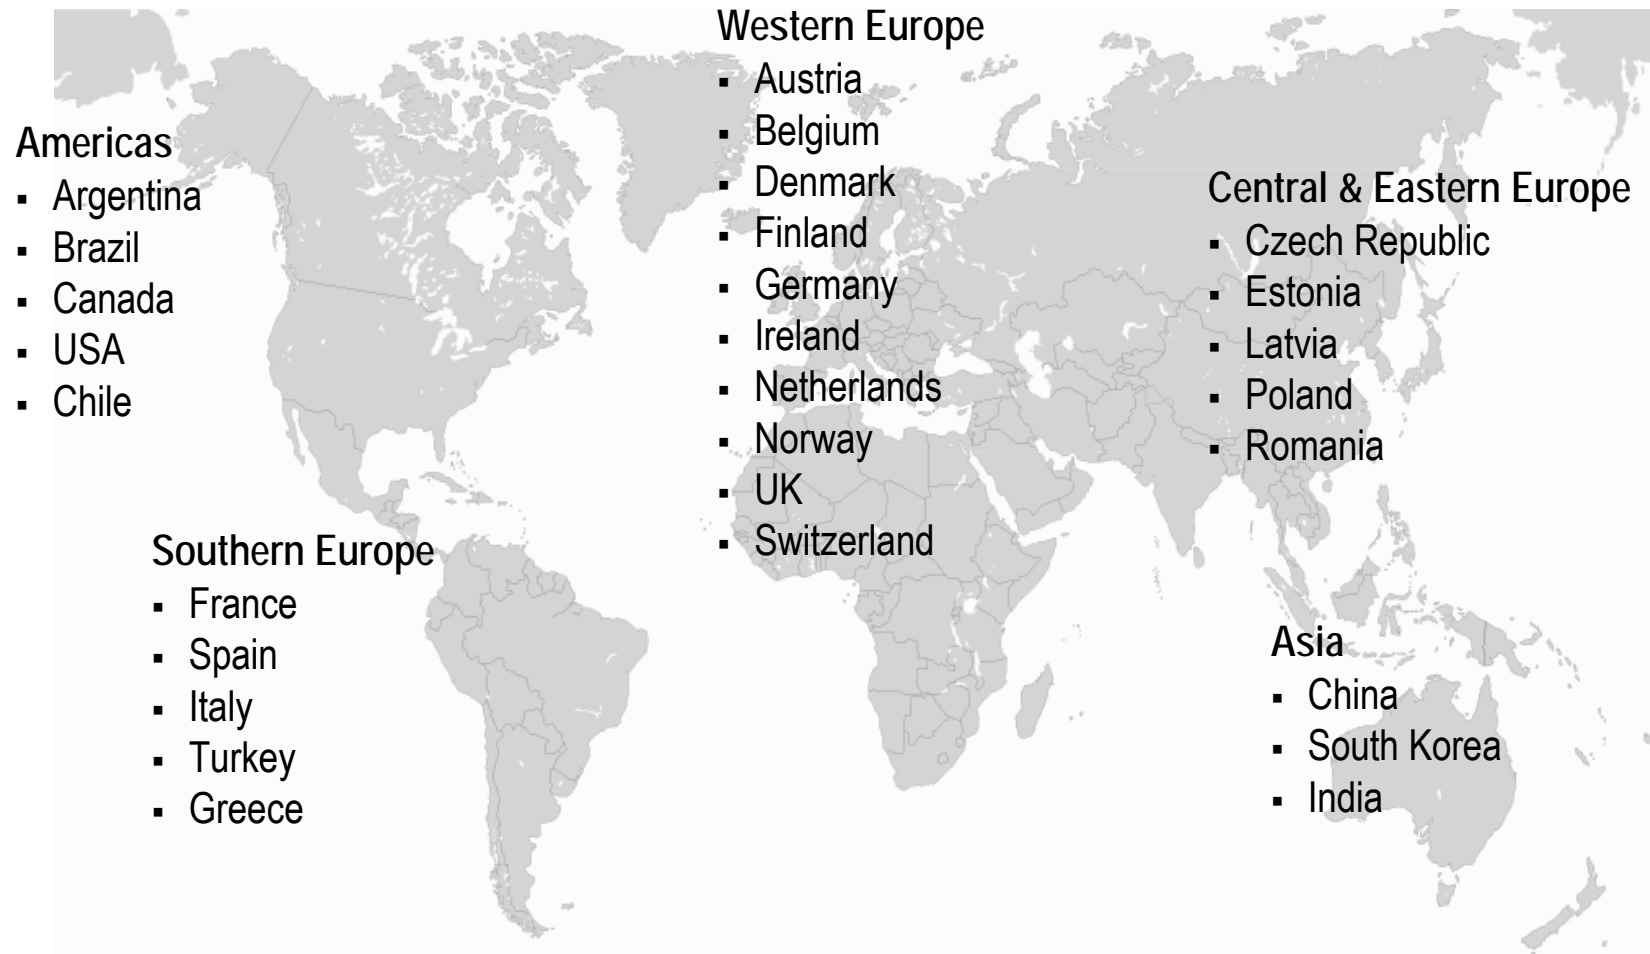 Western Europe
▪ Austria
▪ Belgium
▪ Denmark
▪ Finland
▪ Germany
▪ Ireland
▪ Netherlands
▪ Norway
▪ UK
▪ Switzerland
Americas
▪ Argentina
▪ Brazil
▪ Canada
▪ USA
▪ Chile
Central & Eastern Europe
▪ Czech Republic
▪ Estonia
▪ Latvia
▪ Poland
▪ Romania
Southern Europe
▪ France
▪ Spain
▪ Italy
▪ Turkey
▪ Greece
Asia
▪ China
▪ South Korea
▪ India